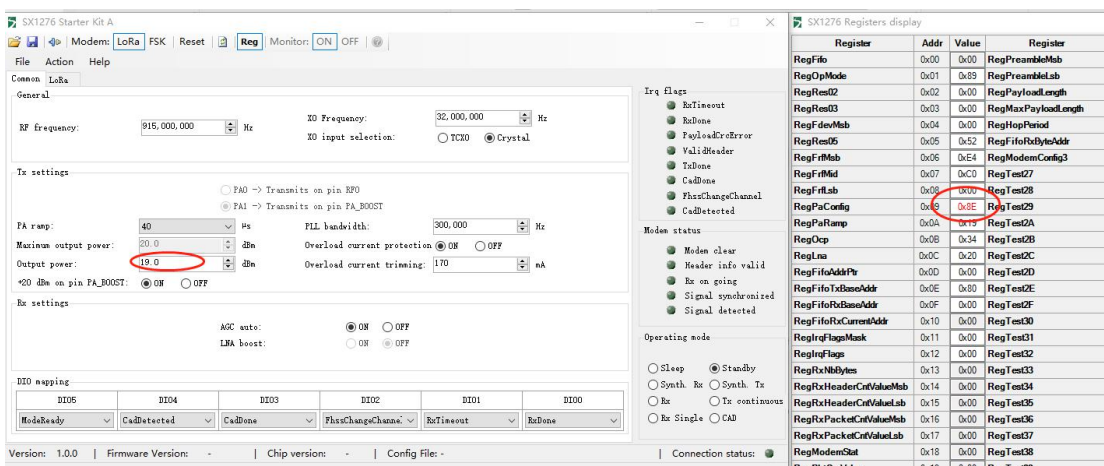 SX1276 Starter Kit A
Modem: LoRa FSK Reset Reg Monitor: ON OFF
File Action Help
Common LoRa
General
RF frequency: 915,000,000 Hz
XO Frequency: 32,000,000 Hz
XO input selection: TCXO Crystal
Tx settings
PA0 -> Transmits on pin RFO
PA1 -> Transmits on pin PA_BOOST
PA ramp: 40 µs
PLL bandwidth: 300,000 Hz
Maximum output power: 20.0 dBm
Overload current protection ON OFF
Output power: 19.0 dBm
Overload current trimming: 170 mA
+20 dBm on pin PA_BOOST: ON OFF
Rx settings
AGC auto: ON OFF
LNA boost: ON OFF
DIO mapping
DIO5 DIO4 DIO3 DIO2 DIO1 DIO0
ModeReady CadDetected CadDone FhssChangeChannel RxTimeout RxDone
Irq flags
RxTimeout
RxDone
PayloadCrcError
ValidHeader
TxDone
CadDone
FhssChangeChannel
CadDetected
Modem status
Modem clear
Header info valid
Rx on going
Signal synchronized
Signal detected
Operating mode
Sleep Standby
Synth. Rx Synth. Tx
Rx Tx continuous
Rx Single CAD
Version: 1.0.0 Firmware Version: - Chip version: - Config File: - Connection status:
SX1276 Registers display
Register Addr Value Register
RegFifo 0x00 0x00 RegPreambleMsb
RegOpMode 0x01 0x89 RegPreambleLsb
RegRes02 0x02 0x00 RegPayloadLength
RegRes03 0x03 0x00 RegMaxPayloadLength
RegFdevMsb 0x04 0x00 RegHopPeriod
RegRes05 0x05 0x52 RegFifoRxByteAddr
RegFrfMsb 0x06 0xE4 RegModemConfig3
RegFrfMid 0x07 0xC0 RegTest27
RegFrfLsb 0x08 0x00 RegTest28
RegPaConfig 0x09 0x8E RegTest29
RegPaRamp 0x0A 0x19 RegTest2A
RegOcp 0x0B 0x34 RegTest2B
RegLna 0x0C 0x20 RegTest2C
RegFifoAddrPtr 0x0D 0x00 RegTest2D
RegFifoTxBaseAddr 0x0E 0x80 RegTest2E
RegFifoRxBaseAddr 0x0F 0x00 RegTest2F
RegFifoRxCurrentAddr 0x10 0x00 RegTest30
RegIrqFlagsMask 0x11 0x00 RegTest31
RegIrqFlags 0x12 0x00 RegTest32
RegRxNbBytes 0x13 0x00 RegTest33
RegRxHeaderCntValueMsb 0x14 0x00 RegTest34
RegRxHeaderCntValueLsb 0x15 0x00 RegTest35
RegRxPacketCntValueMsb 0x16 0x00 RegTest36
RegRxPacketCntValueLsb 0x17 0x00 RegTest37
RegModemStat 0x18 0x00 RegTest38